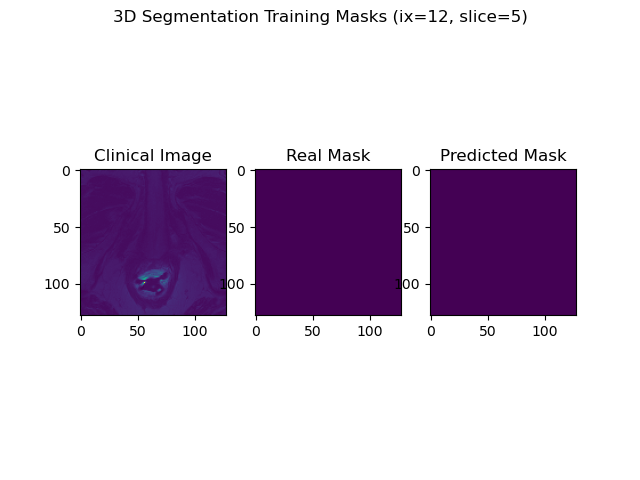 3D Segmentation Training Masks (ix=12, slice=5)
Clinical Image Real Mask Predicted Mask
0 0 0
50 50 50
100 100 100
0 50 100 0 50 100 0 50 100